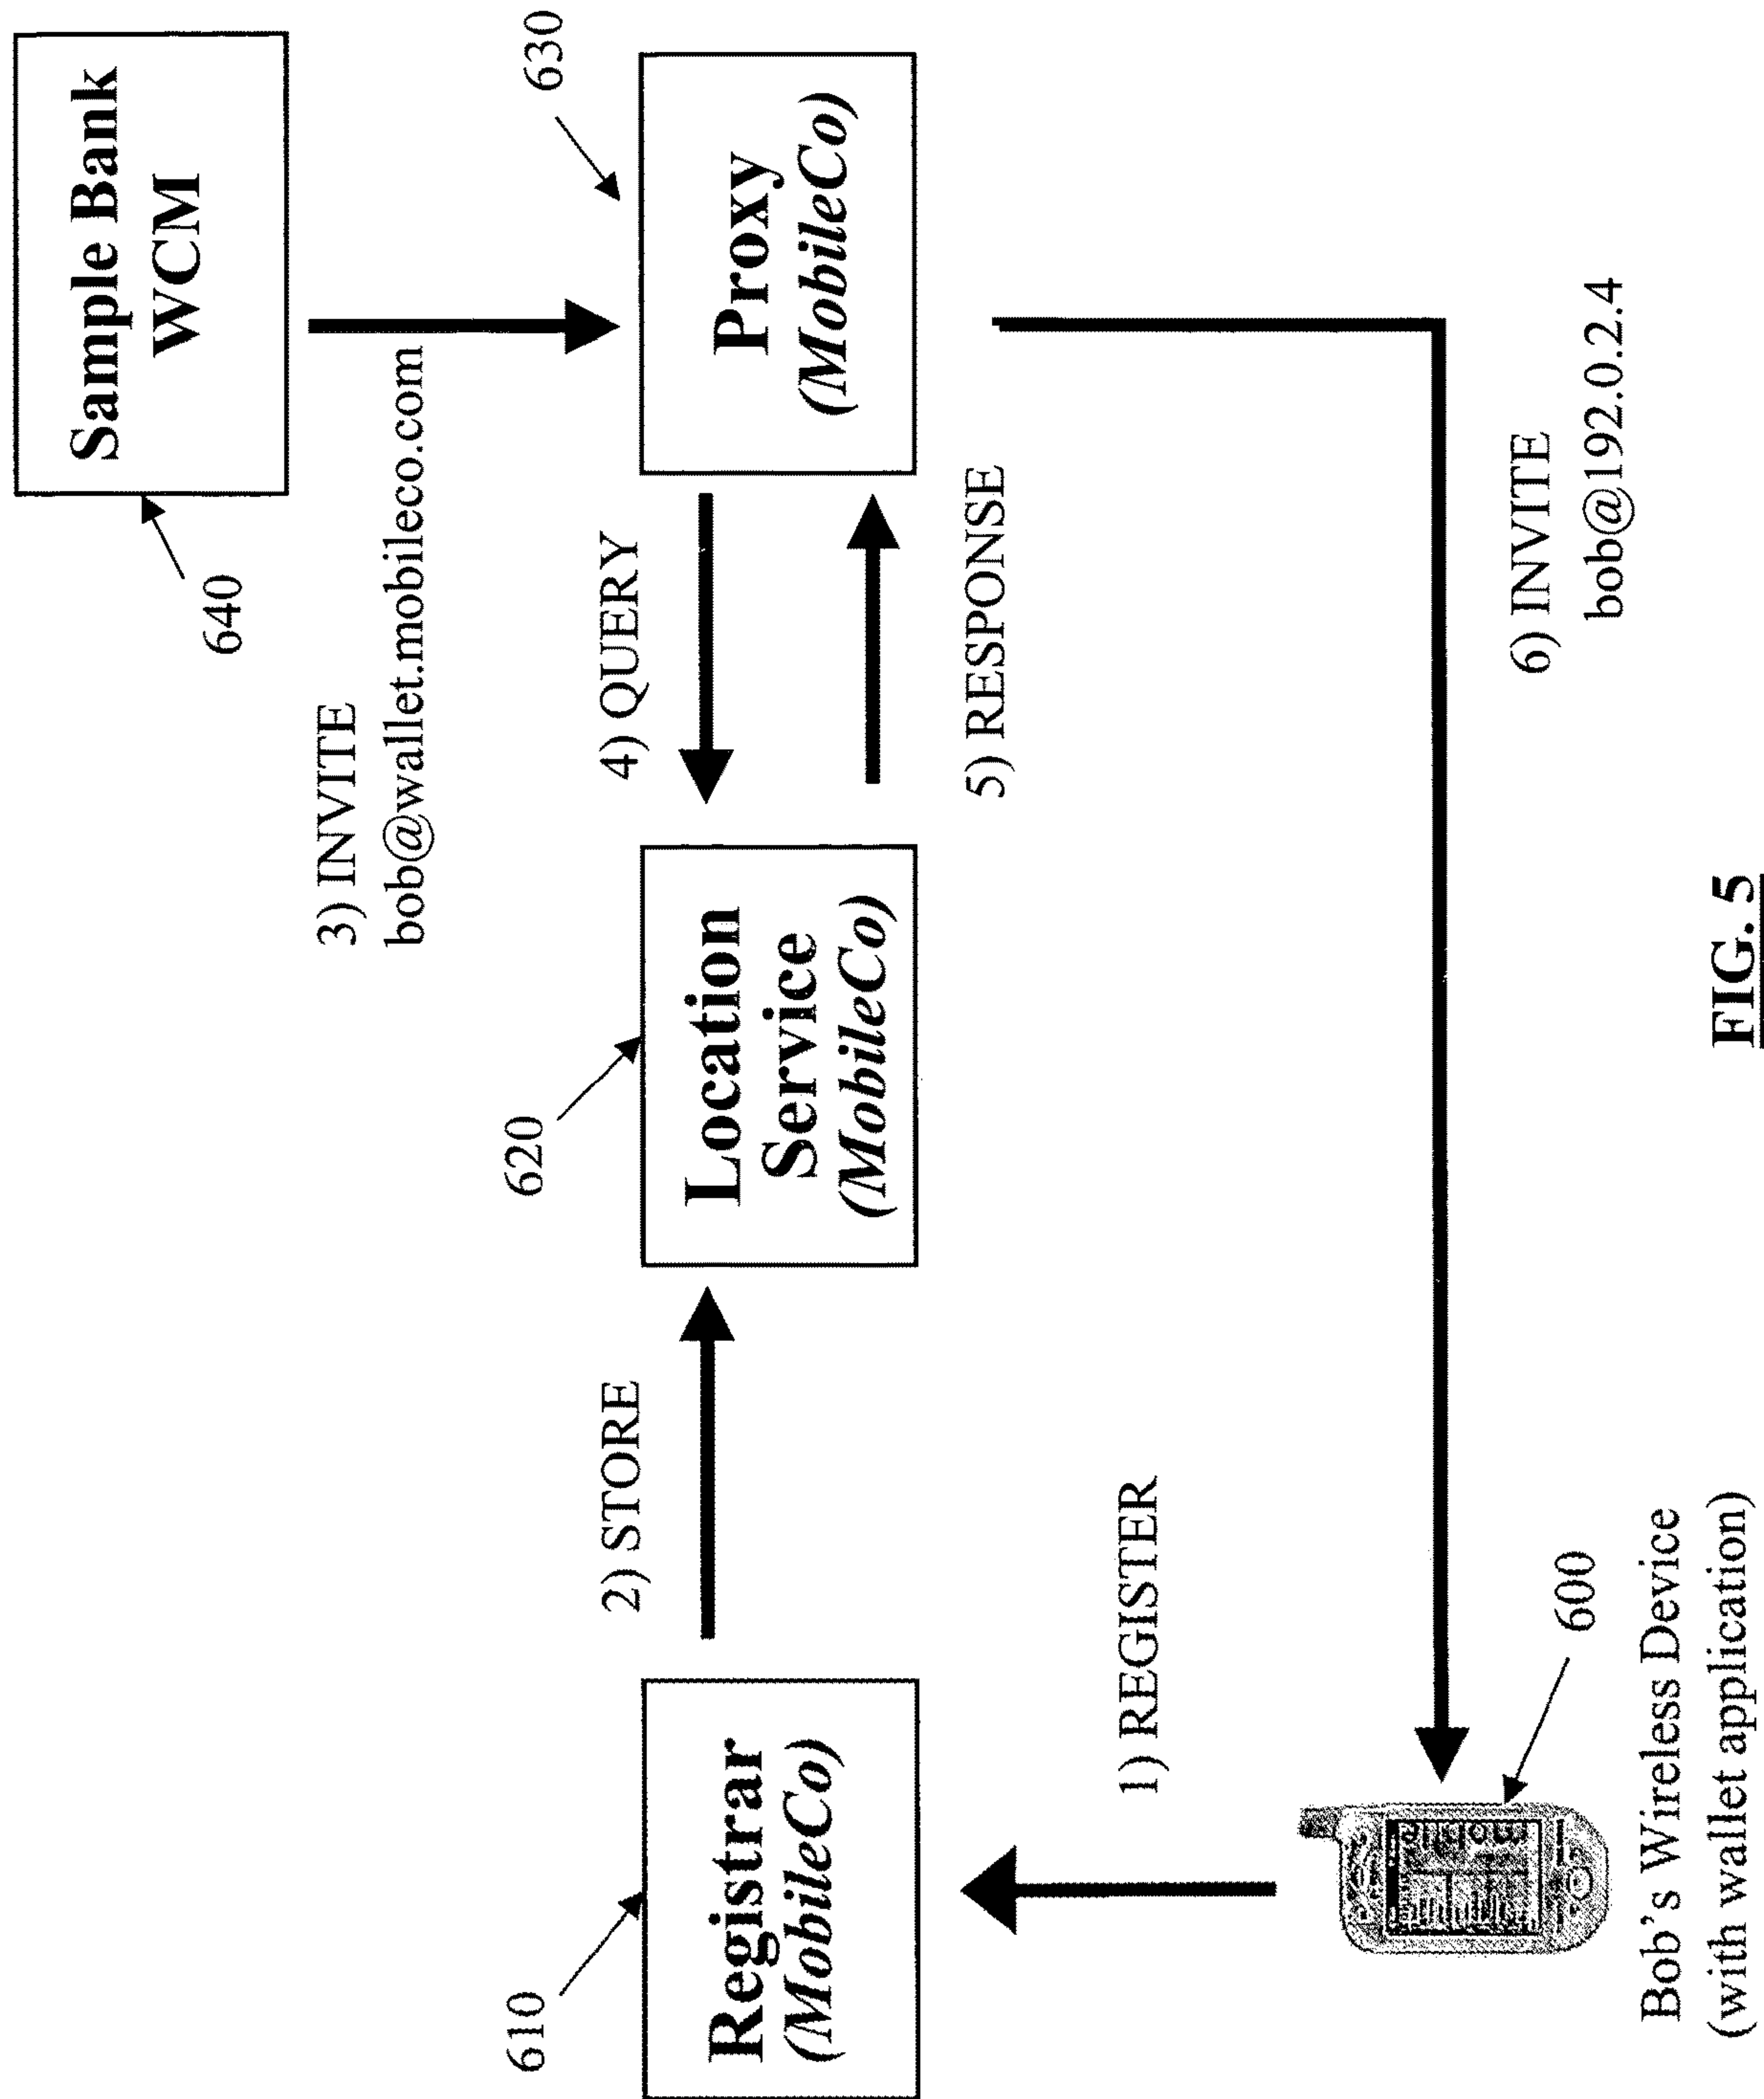 Sample Bank
WCM
640
3) INVITE
bob@wallet.mobileco.com
630
Proxy
(MobileCo)
4) QUERY
5) RESPONSE
620
Location
Service
(MobileCo)
2) STORE
610
Registrar
(MobileCo)
1) REGISTER
6) INVITE
bob@192.0.2.4
mobile
600
Bob's Wireless Device
(with wallet application)
FIG. 5